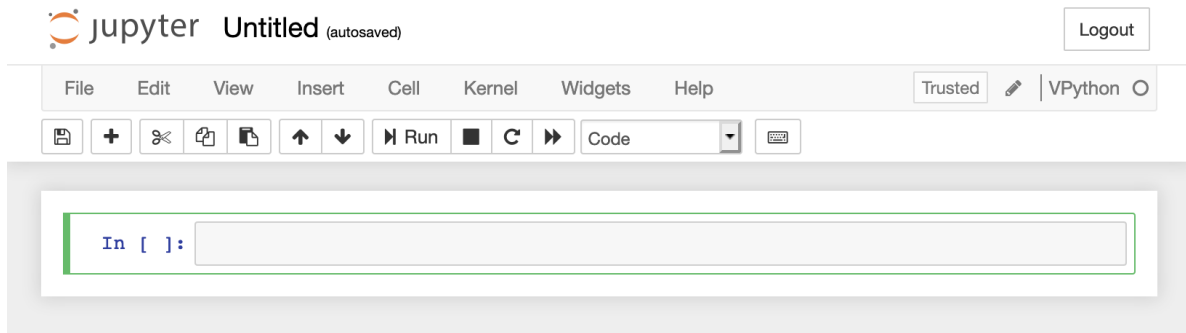 jupyter Untitled (autosaved) Logout
File Edit View Insert Cell Kernel Widgets Help Trusted VPython
Run Code
In [ ]: